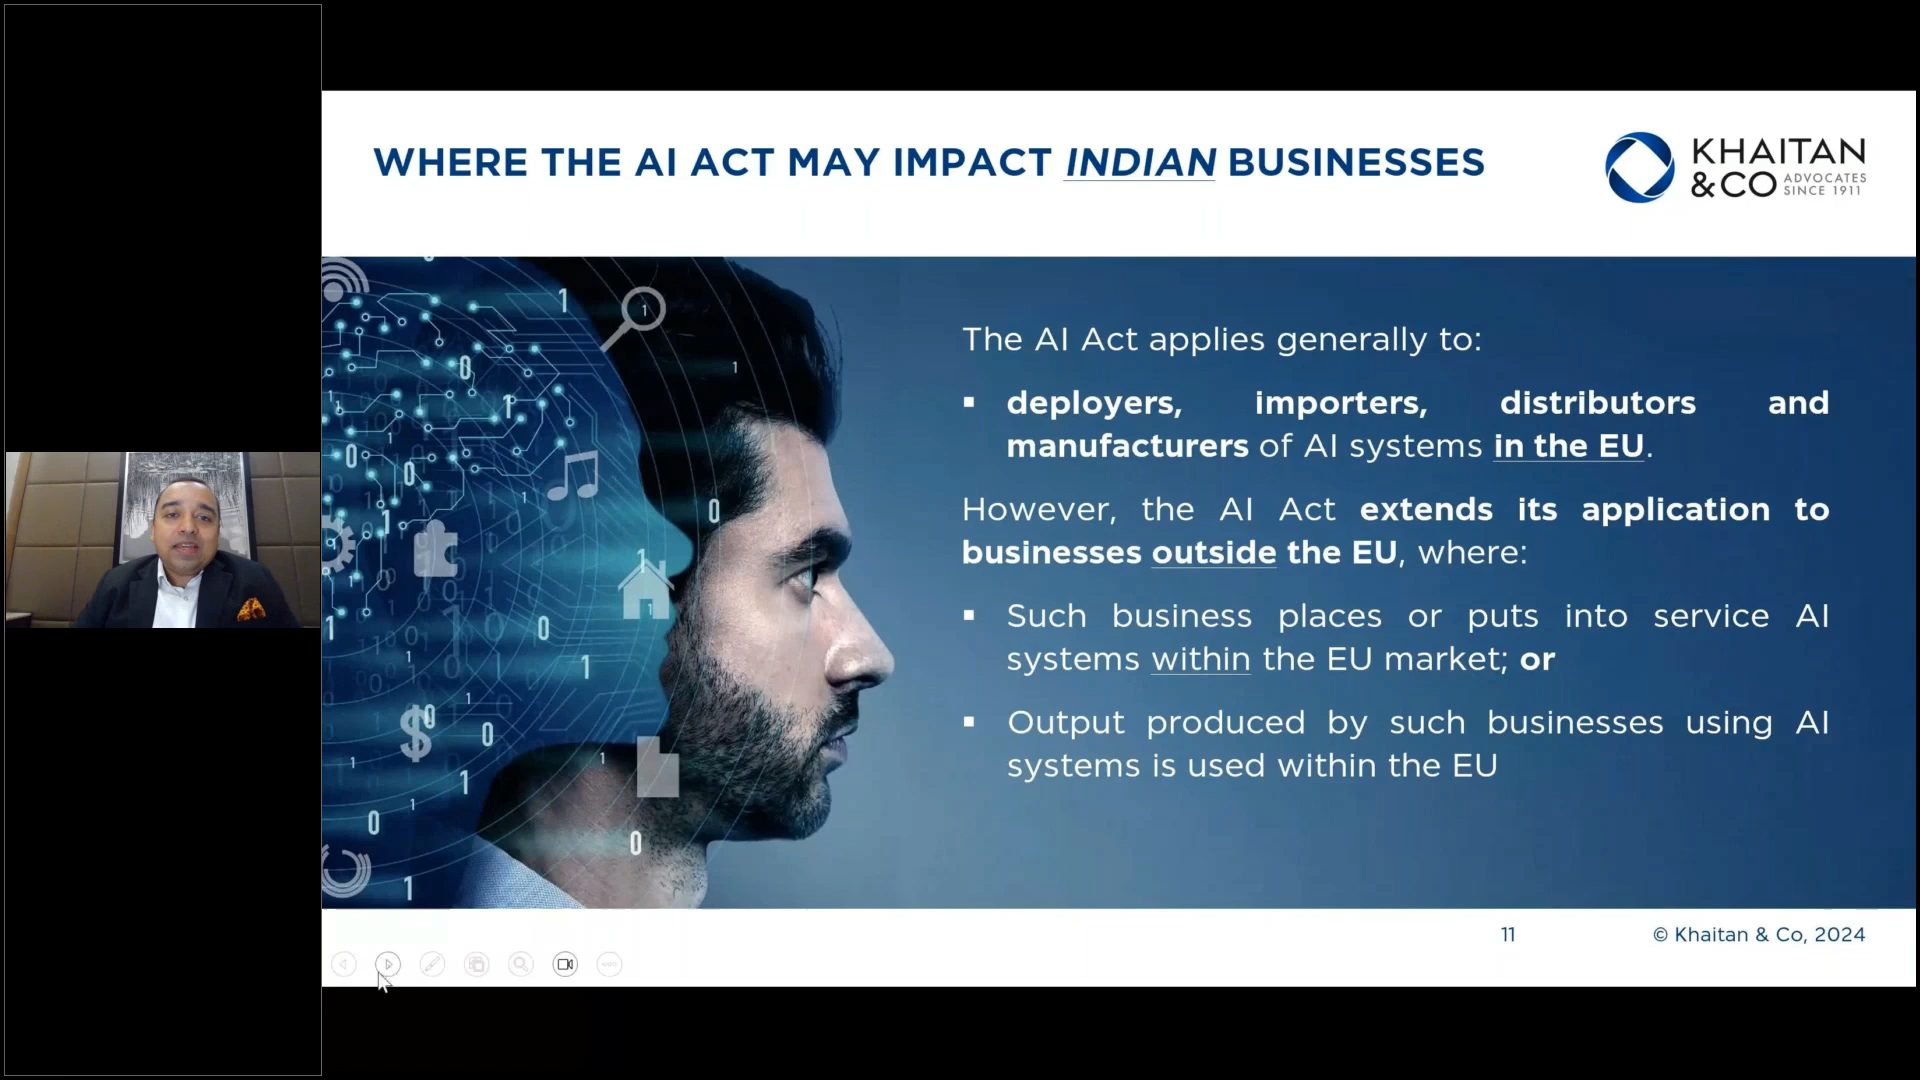 WHERE THE AI ACT MAY IMPACT INDIAN BUSINESSES
KHAITAN
&CO ADVOCATES
SINCE 1911
The AI Act applies generally to:
▪ deployers, importers, distributors and
manufacturers of AI systems in the EU.
However, the AI Act extends its application to
businesses outside the EU, where:
▪ Such business places or puts into service AI
systems within the EU market; or
▪ Output produced by such businesses using AI
systems is used within the EU
11
© Khaitan & Co, 2024